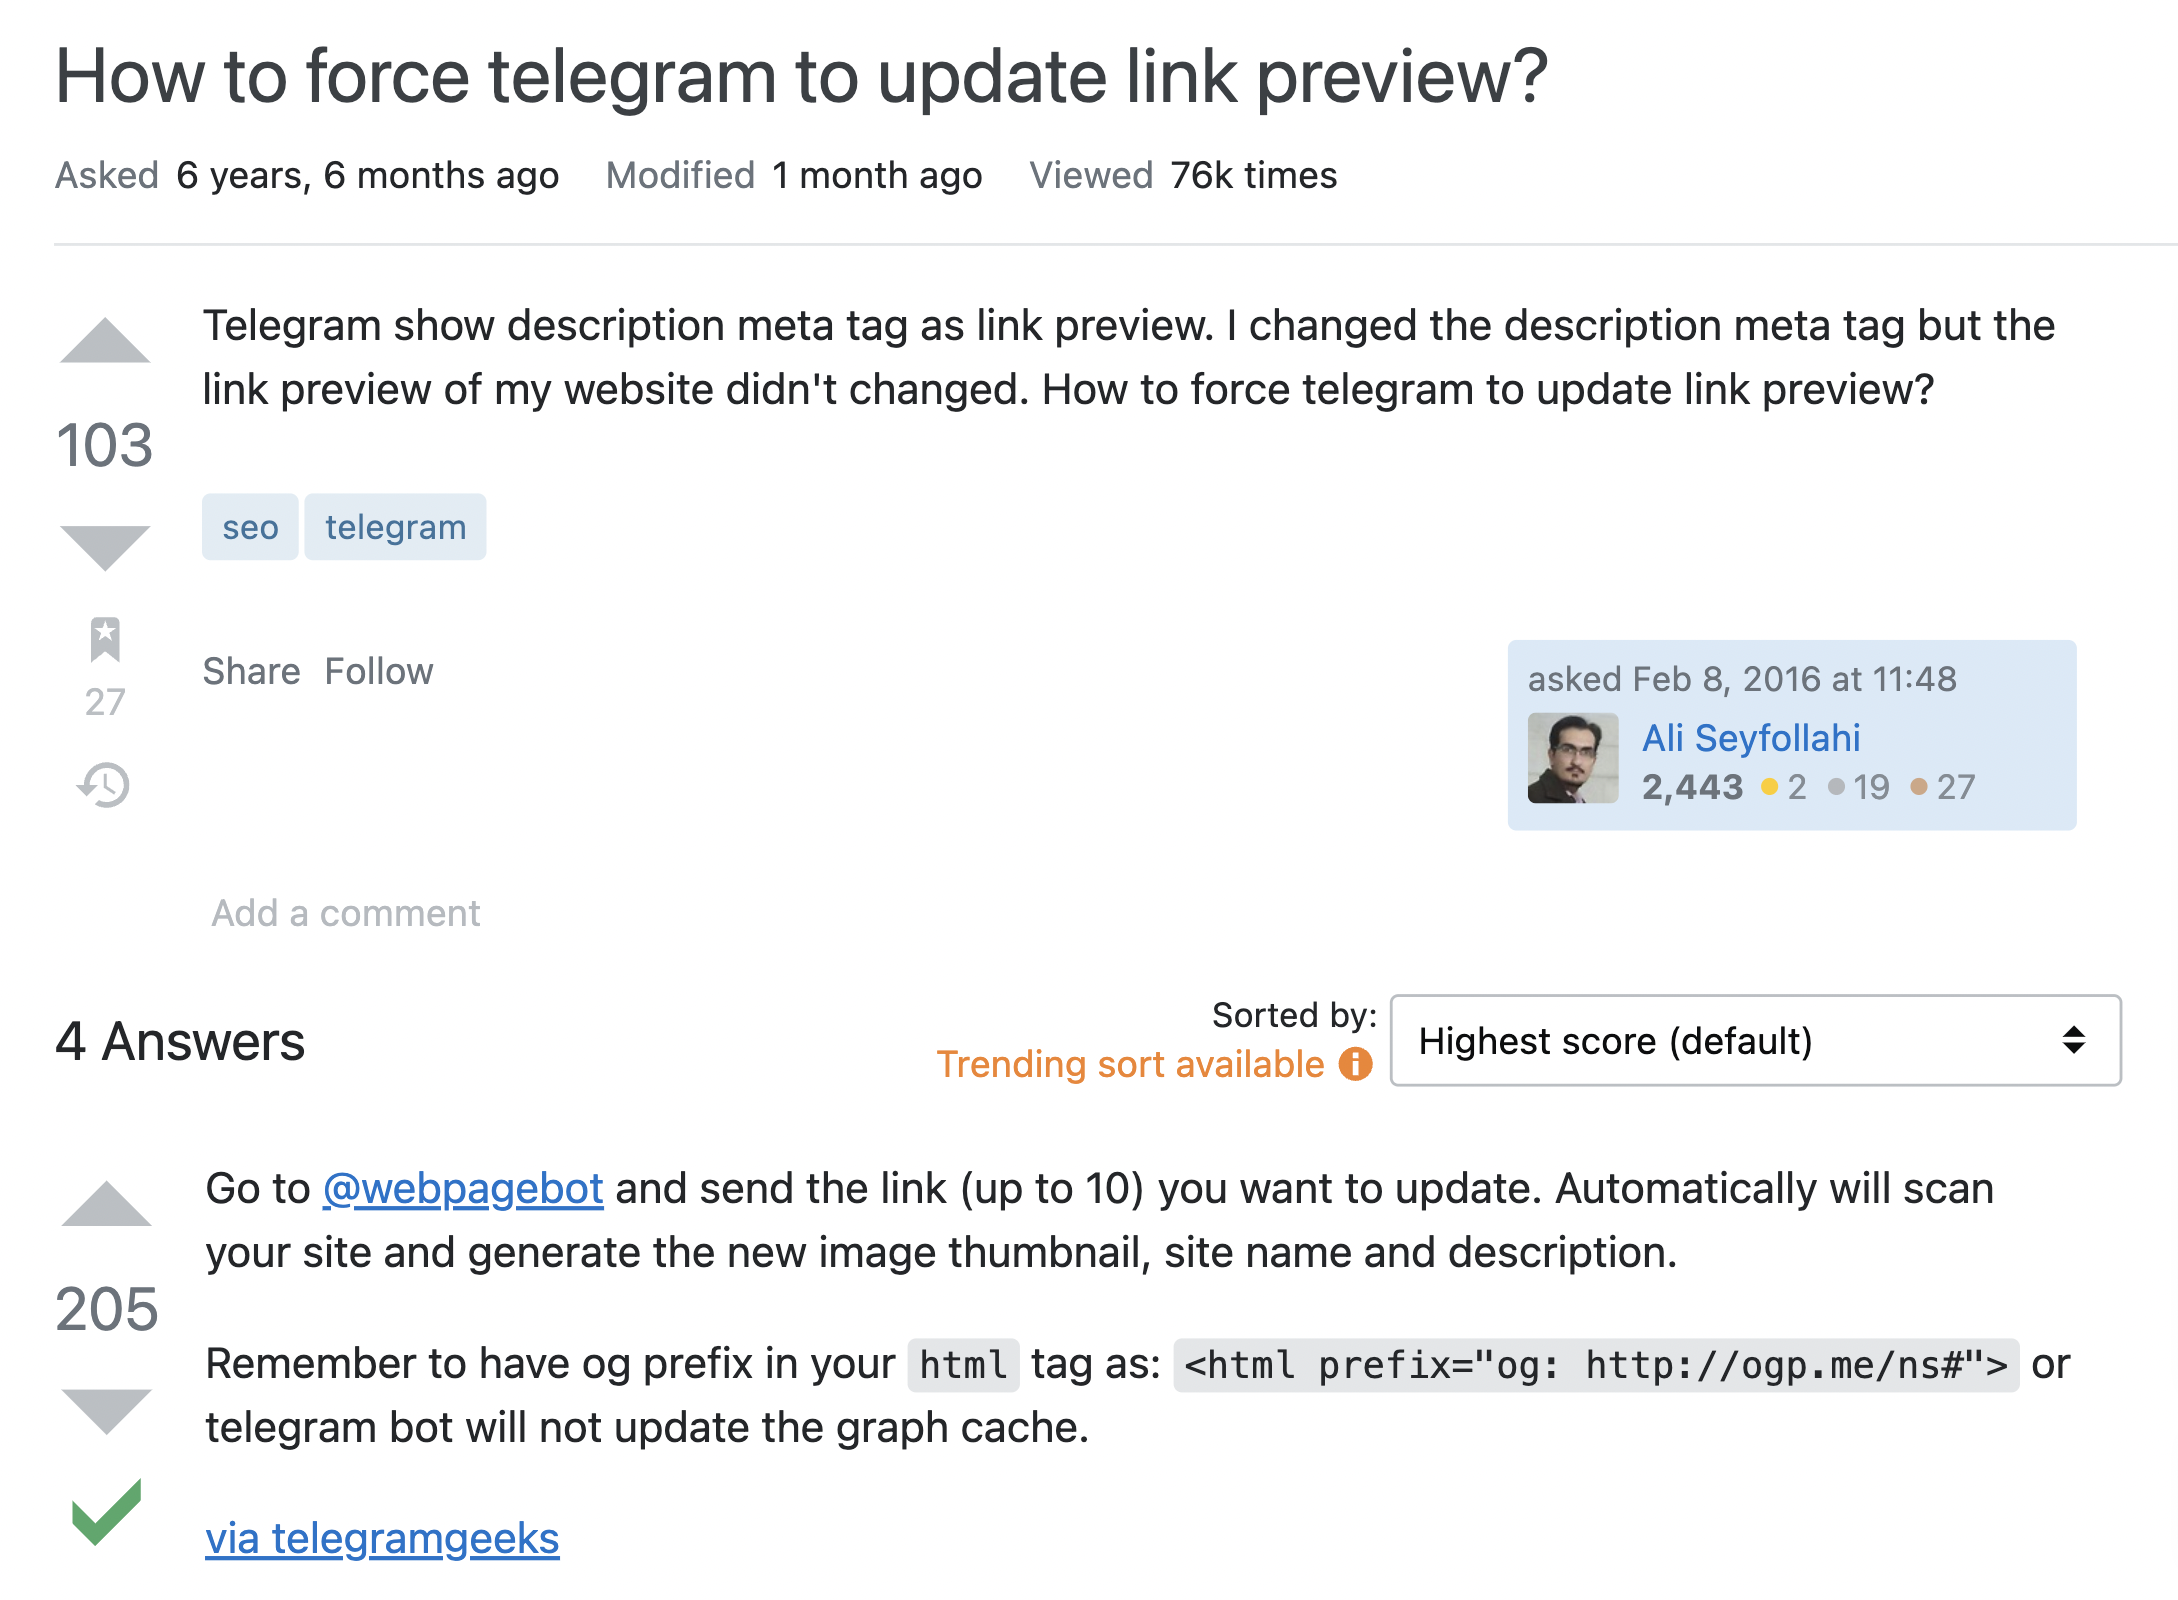 How to force telegram to update link preview?
Asked 6 years, 6 months ago Modified 1 month ago Viewed 76k times
Telegram show description meta tag as link preview. I changed the description meta tag but the
link preview of my website didn't changed. How to force telegram to update link preview?
103
seo telegram
27
Share Follow
asked Feb 8, 2016 at 11:48
Ali Seyfollahi
2,443 2 19 27
Add a comment
4 Answers
Sorted by:
Trending sort available
Highest score (default)
Go to @webpagebot and send the link (up to 10) you want to update. Automatically will scan
your site and generate the new image thumbnail, site name and description.
205
Remember to have og prefix in your html tag as: <html prefix="og: http://ogp.me/ns#"> or
telegram bot will not update the graph cache.
via telegramgeeks